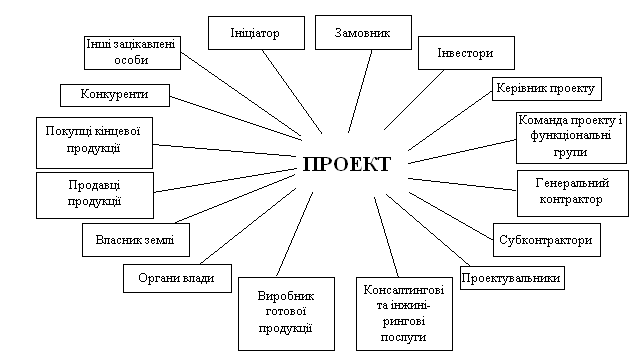 Ініціатор
Замовник
Інвестори
Керівник проекту
Команда проекту і
функціональні
групи
Генеральний
контрактор
Субконтрактори
Проектувальники
Консалтингові
та інжині-
рингові
послуги
Виробник
готової
продукції
Органи влади
Власник землі
Продавці
продукції
Покупці кінцевої
продукції
Конкуренти
Інші зацікавлені
особи
ПРОЕКТ